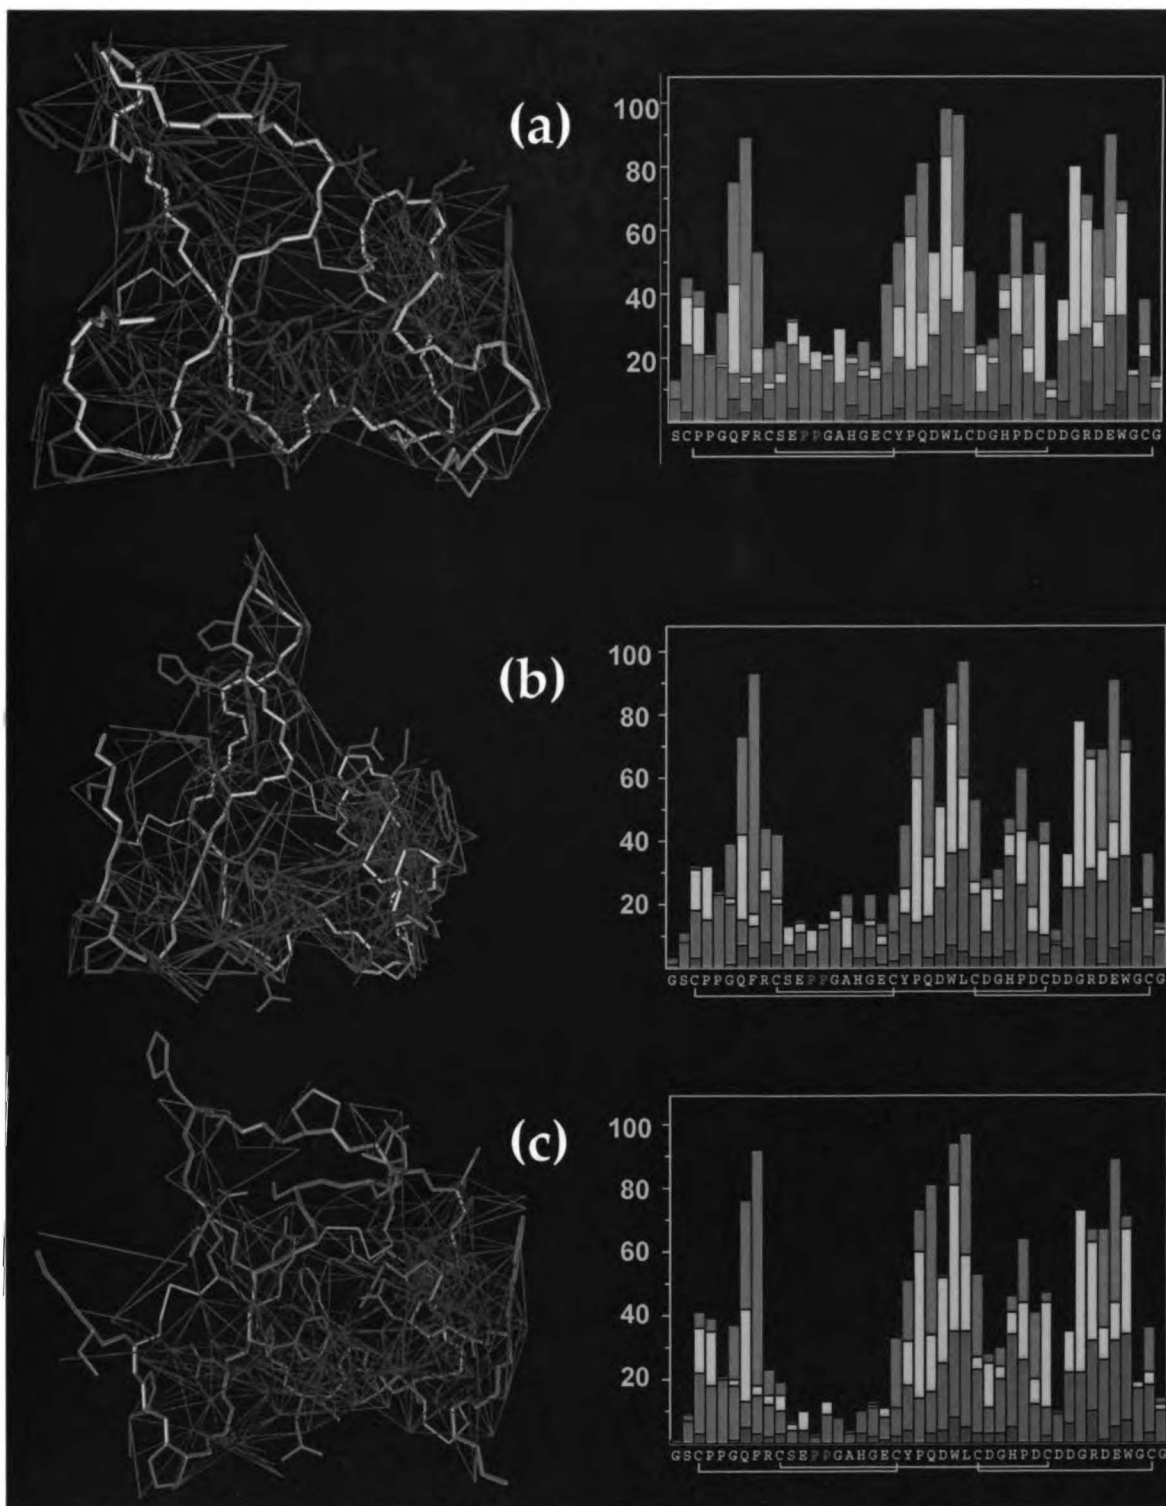 (a)
100
80
60
40
20
SCPPGQFRCSEPPGAHGECYPQDWLCDGHPDCDDGRDEWGCG
(b)
100
80
60
40
20
GSCPPGQFRCSEPPGAHGECYPQDWLCDGHPDCDDGRDEWGCG
(c)
100
80
60
40
20
GSCPPGQFRCSEPPGAHGECYPQDWLCDGHPDCDDGRDEWGCG